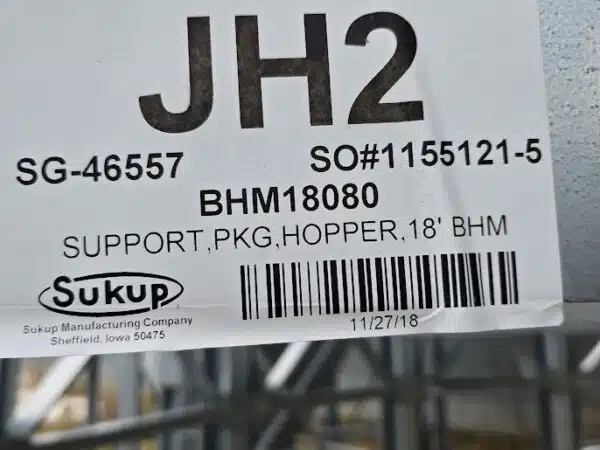 JH2
SG-46557 SO#1155121-5
BHM18080
SUPPORT,PKG,HOPPER,18' BHM
Sukup
Sukup Manufacturing Company
Sheffield, Iowa 50475
11/27/18